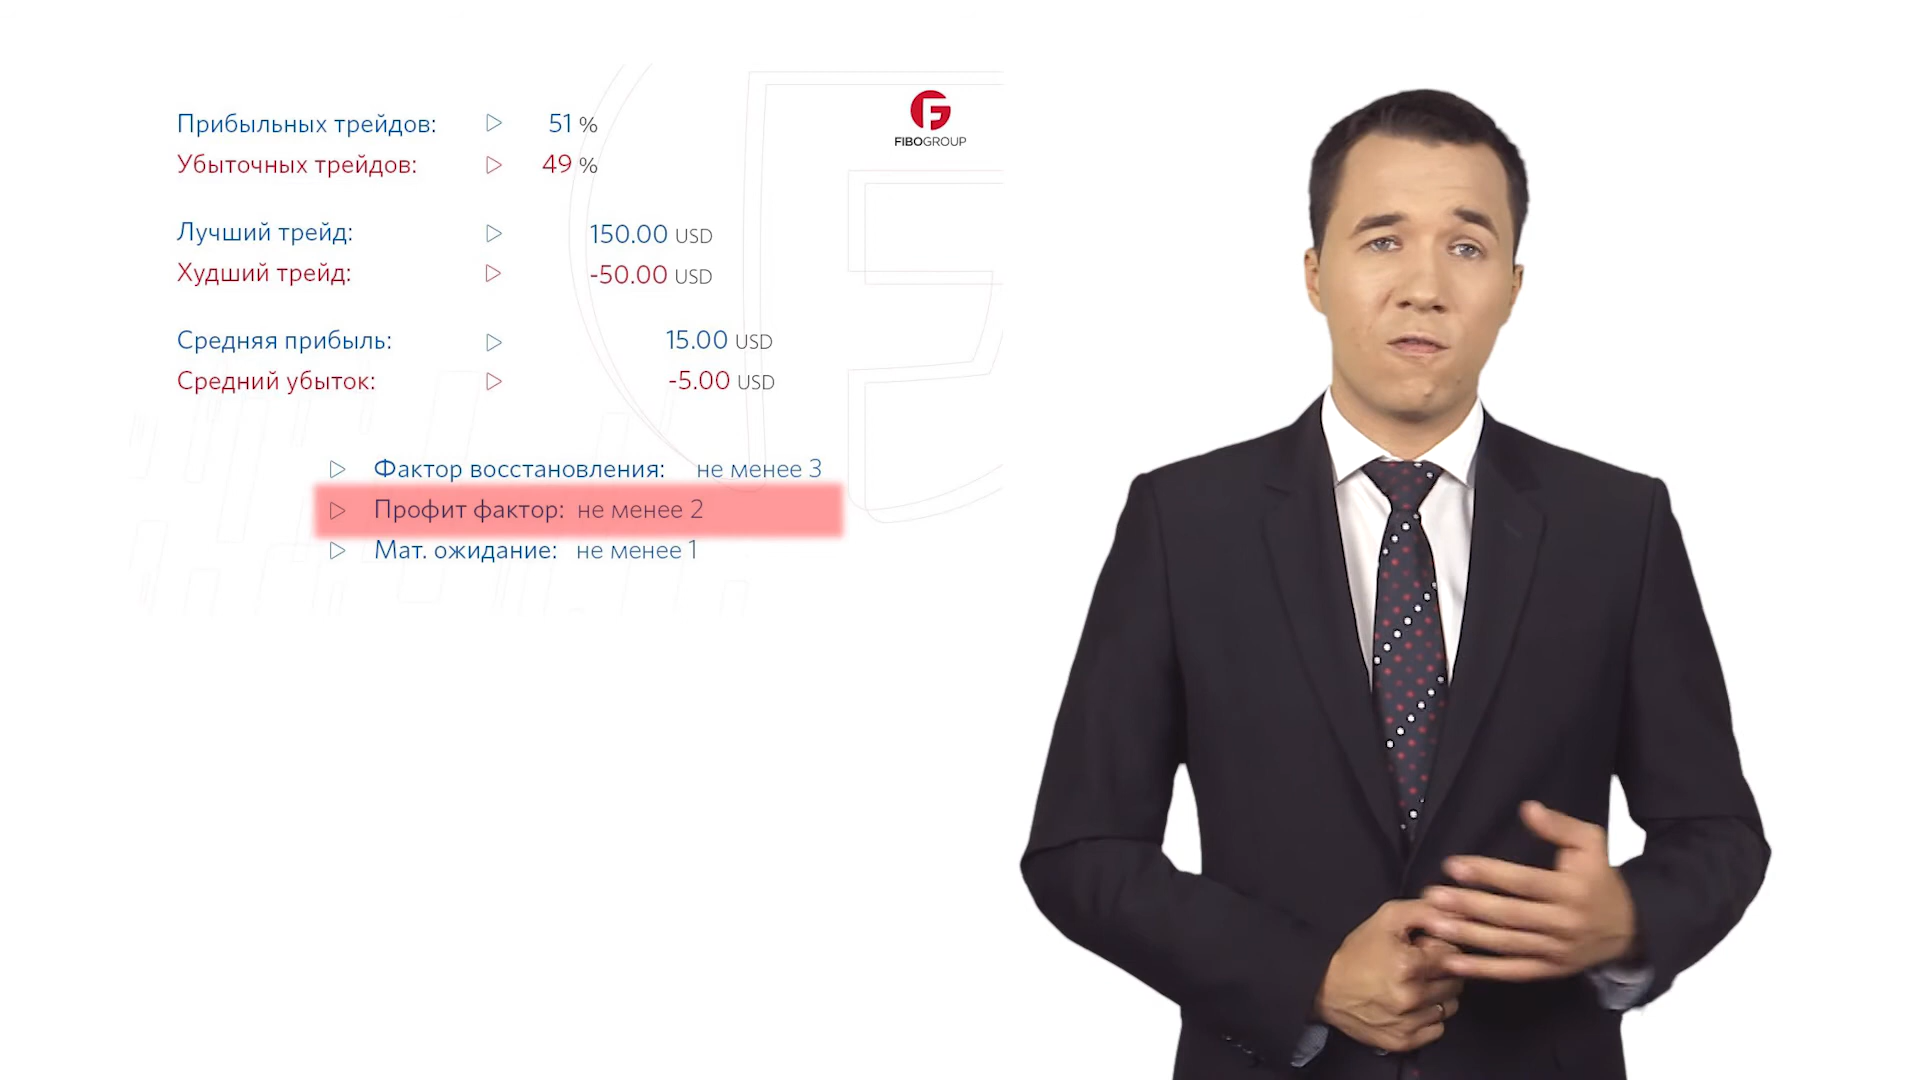 FIBOGROUP
Прибыльных трейдов: 51 %
Убыточных трейдов: 49 %
Лучший трейд: 150.00 USD
Худший трейд: -50.00 USD
Средняя прибыль: 15.00 USD
Средний убыток: -5.00 USD
Фактор восстановления: не менее 3
Профит фактор: не менее 2
Мат. ожидание: не менее 1